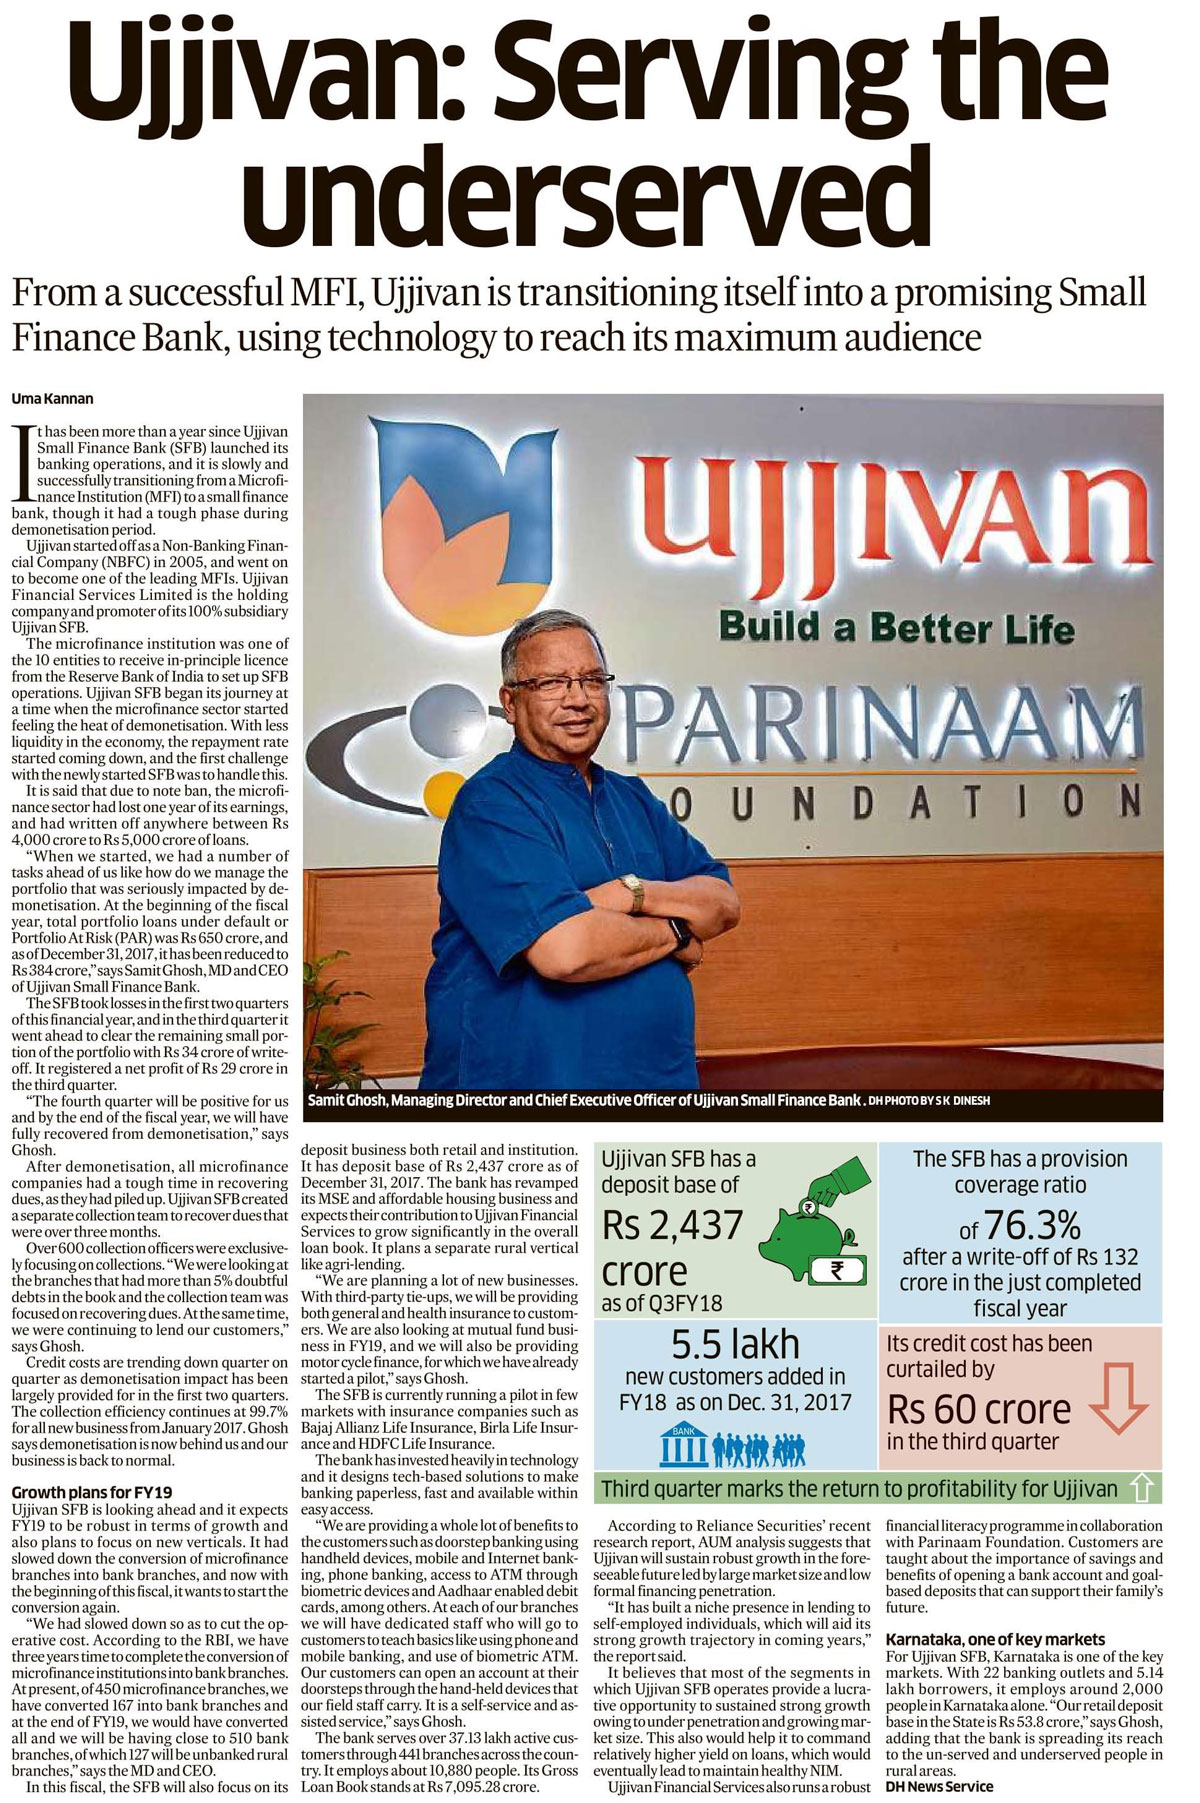 Ujjivan: Serving the
underserved
From a successful MFI, Ujjivan is transitioning itself into a promising Small
Finance Bank, using technology to reach its maximum audience
Uma Kannan
It has been more than a year since Ujjivan
Small Finance Bank (SFB) launched its
banking operations, and it is slowly and
successfully transitioning from a Microfi-
nance Institution (MFI) to a small finance
bank, though it had a tough phase during
demonetisation period.
Ujjivan started off as a Non-Banking Finan-
cial Company (NBFC) in 2005, and went on
to become one of the leading MFIs. Ujjivan
Financial Services Limited is the holding
company and promoter of its 100% subsidiary
Ujjivan SFB.
The microfinance institution was one of
the 10 entities to receive in-principle licence
from the Reserve Bank of India to set up SFB
operations. Ujjivan SFB began its journey at
a time when the microfinance sector started
feeling the heat of demonetisation. With less
liquidity in the economy, the repayment rate
started coming down, and the first challenge
with the newly started SFB was to handle this.
It is said that due to note ban, the microfi-
nance sector had lost one year of its earnings,
and had written off anywhere between Rs
4,000 crore to Rs 5,000 crore of loans.
“When we started, we had a number of
tasks ahead of us like how do we manage the
portfolio that was seriously impacted by de-
monetisation. At the beginning of the fiscal
year, total portfolio loans under default or
Portfolio At Risk (PAR) was Rs 650 crore, and
as of December 31, 2017, it has been reduced to
Rs 384 crore,” says Samit Ghosh, MD and CEO
of Ujjivan Small Finance Bank.
The SFB took losses in the first two quarters
of this financial year, and in the third quarter it
went ahead to clear the remaining small por-
tion of the portfolio with Rs 34 crore of write-
off. It registered a net profit of Rs 29 crore in
the third quarter.
“The fourth quarter will be positive for us
and by the end of the fiscal year, we will have
fully recovered from demonetisation,” says
Ghosh.
After demonetisation, all microfinance
companies had a tough time in recovering
dues, as they had piled up. Ujjivan SFB created
a separate collection team to recover dues that
were over three months.
Over 600 collection officers were exclusive-
ly focusing on collections. “We were looking at
the branches that had more than 5% doubtful
debts in the book and the collection team was
focused on recovering dues. At the same time,
we were continuing to lend our customers,”
says Ghosh.
Credit costs are trending down quarter on
quarter as demonetisation impact has been
largely provided for in the first two quarters.
The collection efficiency continues at 99.7%
for all new business from January 2017. Ghosh
says demonetisation is now behind us and our
business is back to normal.
Growth plans for FY19
Ujjivan SFB is looking ahead and it expects
FY19 to be robust in terms of growth and
also plans to focus on new verticals. It had
slowed down the conversion of microfinance
branches into bank branches, and now with
the beginning of this fiscal, it wants to start the
conversion again.
“We had slowed down so as to cut the op-
erative cost. According to the RBI, we have
three years time to complete the conversion of
microfinance institutions into bank branches.
At present, of 450 microfinance branches, we
have converted 167 into bank branches and
at the end of FY19, we would have converted
all and we will be having close to 510 bank
branches, of which 127 will be unbanked rural
branches,” says the MD and CEO.
In this fiscal, the SFB will also focus on its
UJJIVAN
Build a Better Life
PARINAAM
OUNDATION
Samit Ghosh, Managing Director and Chief Executive Officer of Ujjivan Small Finance Bank . DH PHOTO BY S K DINESH
deposit business both retail and institution.
It has deposit base of Rs 2,437 crore as of
December 31, 2017. The bank has revamped
its MSE and affordable housing business and
expects their contribution to Ujjivan Financial
Services to grow significantly in the overall
loan book. It plans a separate rural vertical
like agri-lending.
“We are planning a lot of new businesses.
With third-party tie-ups, we will be providing
both general and health insurance to custom-
ers. We are also looking at mutual fund busi-
ness in FY19, and we will also be providing
motor cycle finance, for which we have already
started a pilot,” says Ghosh.
The SFB is currently running a pilot in few
markets with insurance companies such as
Bajaj Allianz Life Insurance, Birla Life Insur-
ance and HDFC Life Insurance.
The bank has invested heavily in technology
and it designs tech-based solutions to make
banking paperless, fast and available within
easy access.
“We are providing a whole lot of benefits to
the customers such as doorstep banking using
handheld devices, mobile and Internet bank-
ing, phone banking, access to ATM through
biometric devices and Aadhaar enabled debit
cards, among others. At each of our branches
we will have dedicated staff who will go to
customers to teach basics like using phone and
mobile banking, and use of biometric ATM.
Our customers can open an account at their
doorsteps through the hand-held devices that
our field staff carry. It is a self-service and as-
sisted service,” says Ghosh.
The bank serves over 37.13 lakh active cus-
tomers through 441 branches across the coun-
try. It employs about 10,880 people. Its Gross
Loan Book stands at Rs 7,095.28 crore.
Ujjivan SFB has a
deposit base of
Rs 2,437
crore
as of Q3FY18
₹
₹
The SFB has a provision
coverage ratio
of 76.3%
after a write-off of Rs 132
crore in the just completed
fiscal year
5.5 lakh
new customers added in
FY18 as on Dec. 31, 2017
BANK
Its credit cost has been
curtailed by
Rs 60 crore
in the third quarter
Third quarter marks the return to profitability for Ujjivan
According to Reliance Securities’ recent
research report, AUM analysis suggests that
Ujjivan will sustain robust growth in the fore-
seeable future led by large market size and low
formal financing penetration.
“It has built a niche presence in lending to
self-employed individuals, which will aid its
strong growth trajectory in coming years,”
the report said.
It believes that most of the segments in
which Ujjivan SFB operates provide a lucra-
tive opportunity to sustained strong growth
owing to under penetration and growing mar-
ket size. This also would help it to command
relatively higher yield on loans, which would
eventually lead to maintain healthy NIM.
Ujjivan Financial Services also runs a robust
financial literacy programme in collaboration
with Parinaam Foundation. Customers are
taught about the importance of savings and
benefits of opening a bank account and goal-
based deposits that can support their family’s
future.
Karnataka, one of key markets
For Ujjivan SFB, Karnataka is one of the key
markets. With 22 banking outlets and 5.14
lakh borrowers, it employs around 2,000
people in Karnataka alone. “Our retail deposit
base in the State is Rs 53.8 crore,” says Ghosh,
adding that the bank is spreading its reach
to the un-served and underserved people in
rural areas.
DH News Service